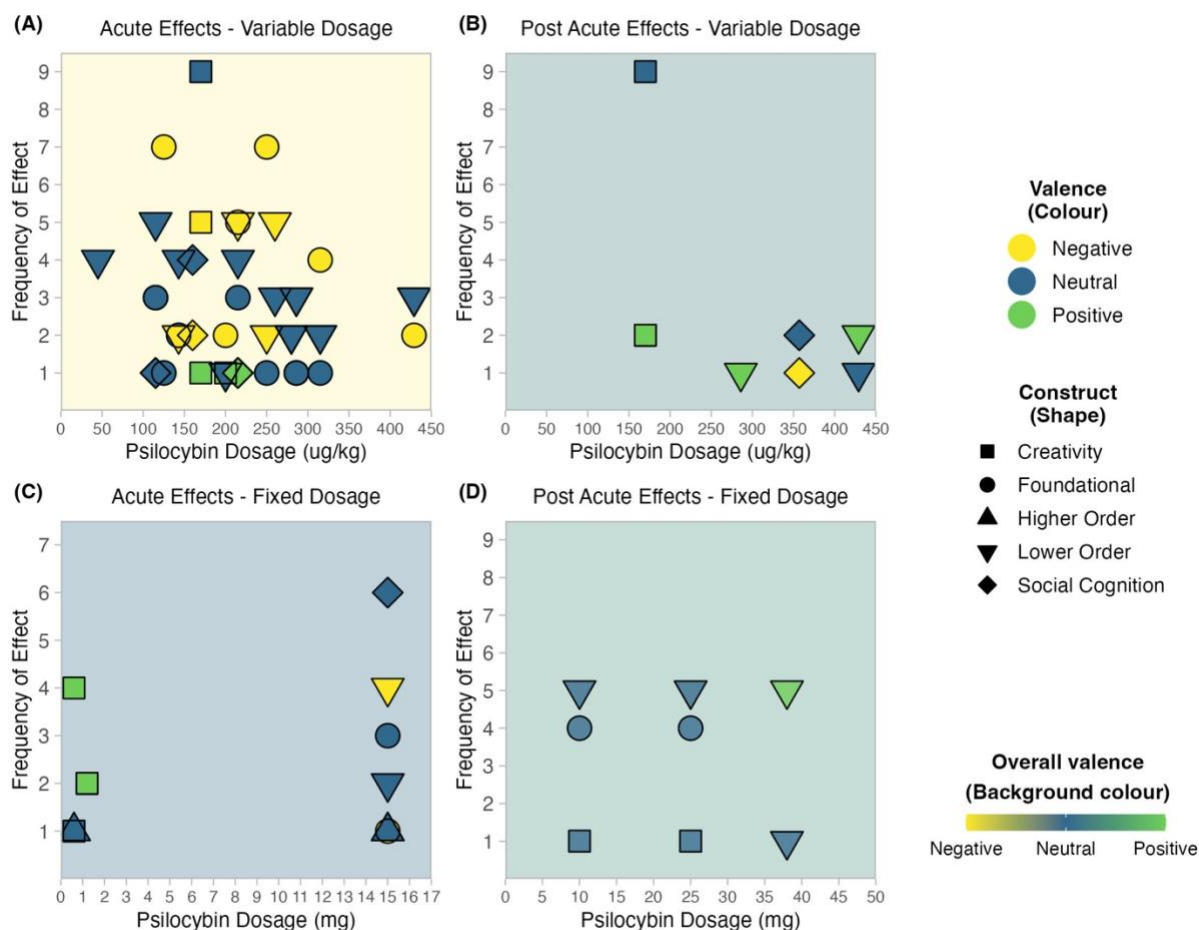 (A) Acute Effects - Variable Dosage
Frequency of Effect
9
8
7
6
5
4
3
2
1
0 50 100 150 200 250 300 350 400 450
Psilocybin Dosage (ug/kg)
(B) Post Acute Effects - Variable Dosage
Frequency of Effect
9
8
7
6
5
4
3
2
1
0 50 100 150 200 250 300 350 400 450
Psilocybin Dosage (ug/kg)
(C) Acute Effects - Fixed Dosage
Frequency of Effect
7
6
5
4
3
2
1
0 1 2 3 4 5 6 7 8 9 10 11 12 13 14 15 16 17
Psilocybin Dosage (mg)
(D) Post Acute Effects - Fixed Dosage
Frequency of Effect
9
8
7
6
5
4
3
2
1
0 5 10 15 20 25 30 35 40 45 50
Psilocybin Dosage (mg)
Valence
(Colour)
Negative
Neutral
Positive
Construct
(Shape)
Creativity
Foundational
Higher Order
Lower Order
Social Cognition
Overall valence
(Background colour)
Negative Neutral Positive